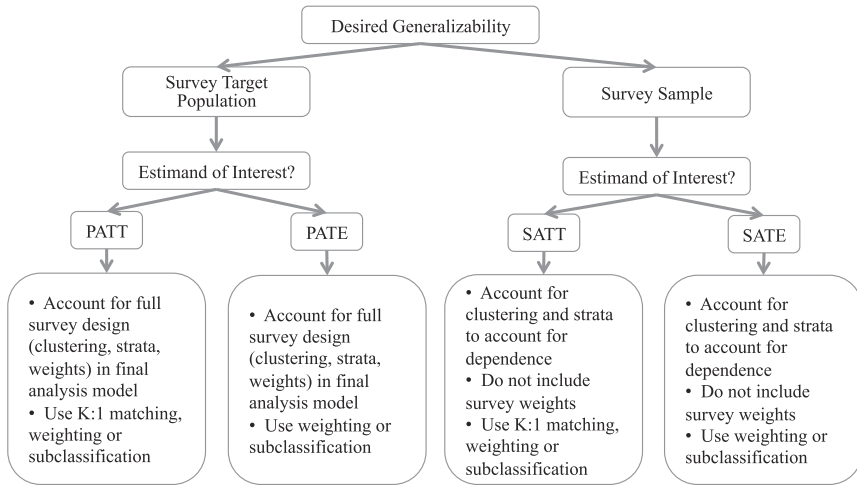 Desired Generalizability
Survey Target
Population
Survey Sample
Estimand of Interest?
Estimand of Interest?
PATT
PATE
SATT
SATE
• Account for full
survey design
(clustering, strata,
weights) in final
analysis model
• Use K:1 matching,
weighting or
subclassification
• Account for full
survey design
(clustering, strata,
weights) in final
analysis model
• Use weighting or
subclassification
• Account for
clustering and strata
to account for
dependence
• Do not include
survey weights
• Use K:1 matching,
weighting or
subclassification
• Account for
clustering and strata
to account for
dependence
• Do not include
survey weights
• Use weighting or
subclassification